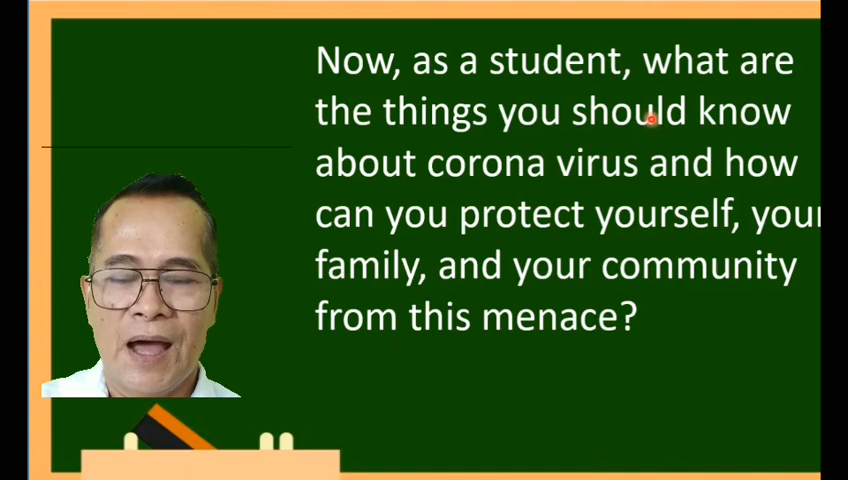 Now, as a student, what are
the things you should know
about corona virus and how
can you protect yourself, your
family, and your community
from this menace?